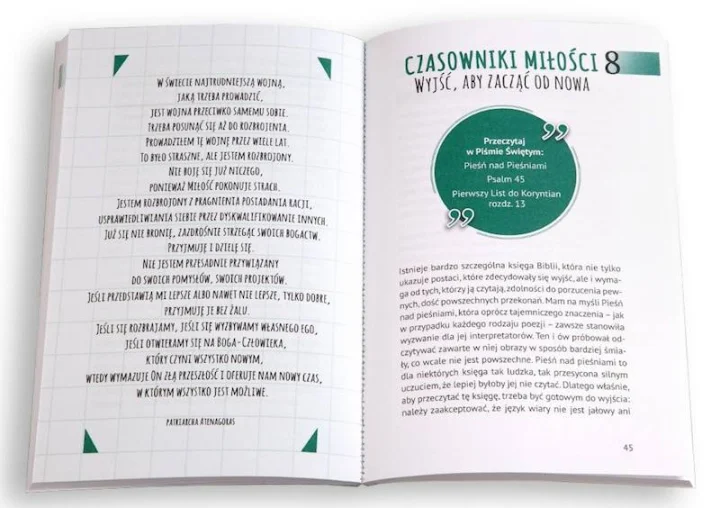 W ŚWIECIE NAJTRUDNIEJSZĄ WOJNĄ,
JAKĄ TRZEBA PROWADZIĆ,
JEST WOJNA PRZECIWKO SAMEMU SOBIE.
TRZEBA POSUNĄĆ SIĘ AŻ DO ROZBROJENIA.
PROWADZIŁEM TĘ WOJNĘ PRZEZ WIELE LAT.
TO BYŁO STRASZNE, ALE JESTEM ROZBROJONY.
NIE BOJĘ SIĘ JUŻ NICZEGO,
PONIEWAŻ MIŁOŚĆ POKONUJE STRACH.
JESTEM ROZBROJONY Z PRAGNIENIA POSIADANIA RACJI,
USPRAWIEDLIWIANIA SIEBIE PRZEZ DYSKWALIFIKOWANIE INNYCH.
JUŻ SIĘ NIE BRONIĘ, ZAZDROŚNIE STRZEGĄC SWOICH BOGACTW.
PRZYJMUJĘ I DZIELĘ SIĘ.
NIE JESTEM PRZESADNIE PRZYWIĄZANY
DO SWOICH POMYSŁÓW, SWOICH PROJEKTÓW.
JEŚLI PRZEDSTAWIĄ MI LEPSZE ALBO NAWET NIE LEPSZE, TYLKO DOBRE,
PRZYJMUJĘ JE BEZ ŻALU.
JEŚLI SIĘ ROZBRAJAMY, JEŚLI SIĘ WYZBYWAMY WŁASNEGO EGO,
JEŚLI OTWIERAMY SIĘ NA BOGA-CZŁOWIEKA,
KTÓRY CZYNI WSZYSTKO NOWYM,
WTEDY WYMAZUJE ON ZŁĄ PRZESZŁOŚĆ I OFERUJE NAM NOWY CZAS,
W KTÓRYM WSZYSTKO JEST MOŻLIWE.
PATRIARCHA ATENAGORAS
CZASOWNIKI MIŁOŚCI 8
WYJŚĆ, ABY ZACZĄĆ OD NOWA
Przeczytaj
w Piśmie Świętym:
Pieśń nad Pieśniami
Psalm 45
Pierwszy List do Koryntian
rozdz. 13
Istnieje bardzo szczególna księga Biblii, która nie tylko
ukazuje postaci, które zdecydowały się wyjść, ale i wyma-
ga od tych, którzy ją czytają, zdolności do porzucenia pew-
nych, dość powszechnych przekonań. Mam na myśli Pieśń
nad pieśniami, która oprócz tajemniczego znaczenia – jak
w przypadku każdego rodzaju poezji – zawsze stanowiła
wyzwanie dla jej interpretatorów. Ten i ów próbował od-
czytywać zawarte w niej obrazy w sposób bardziej śmia-
ły, co wcale nie jest powszechne. Pieśń nad pieśniami to
dla niektórych księga tak ludzka, tak przesycona silnym
uczuciem, że lepiej byłoby jej nie czytać. Dlatego właśnie,
aby przeczytać tę księgę, trzeba być gotowym do wyjścia:
należy zaakceptować, że język wiary nie jest jałowy ani
45